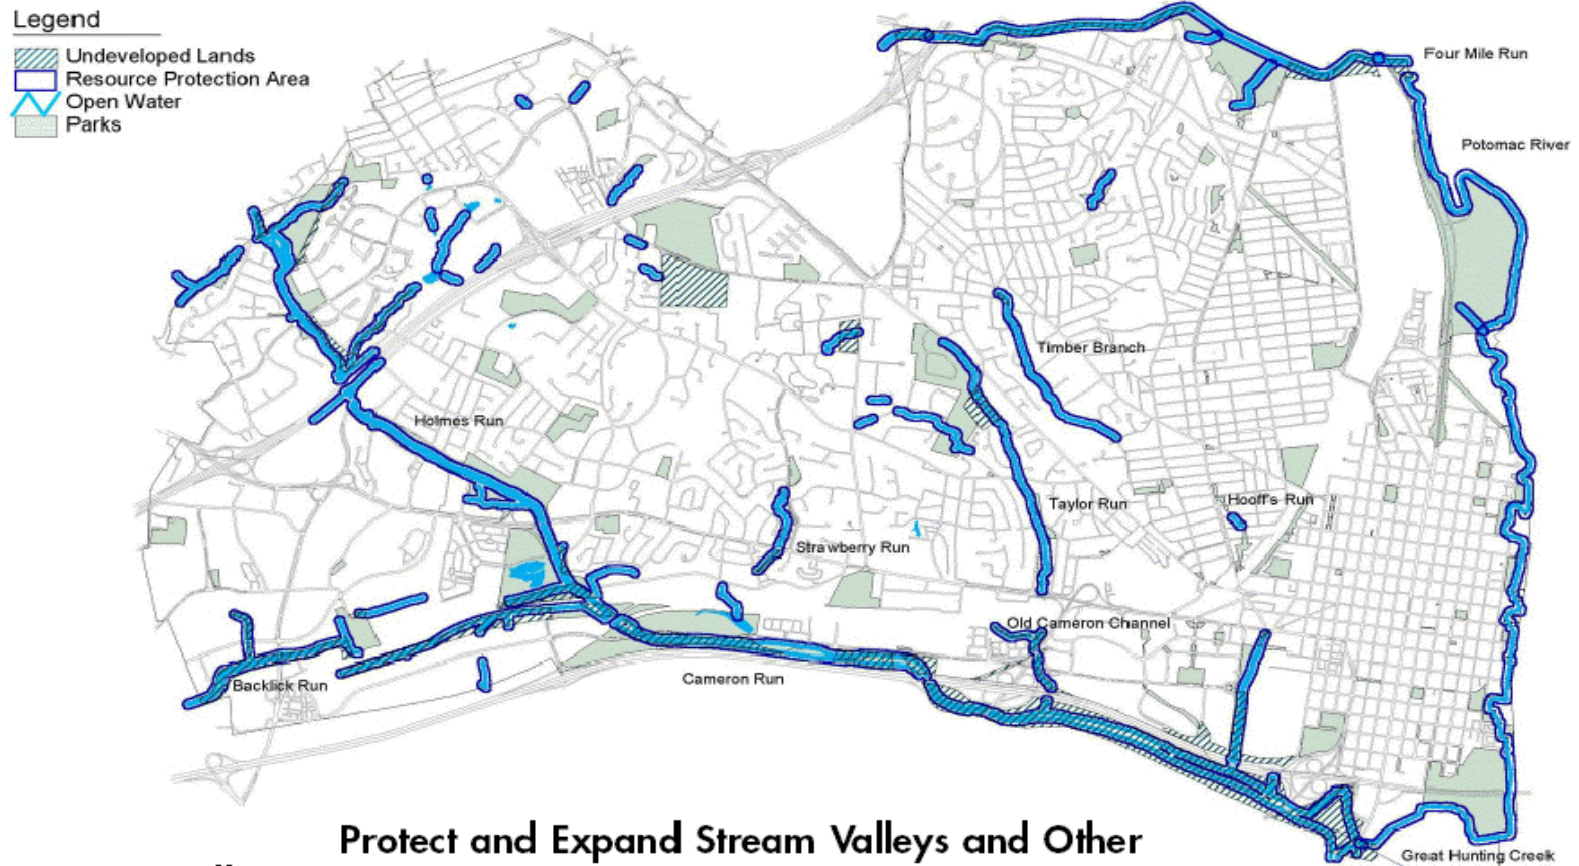 Legend
Undeveloped Lands
Resource Protection Area
Open Water
Parks
Four Mile Run
Potomac River
Timber Branch
Holmes Run
Taylor Run
Hooff's Run
Strawberry Run
Old Cameron Channel
Cameron Run
Backlick Run
Protect and Expand Stream Valleys and Other
Great Hunting Creek